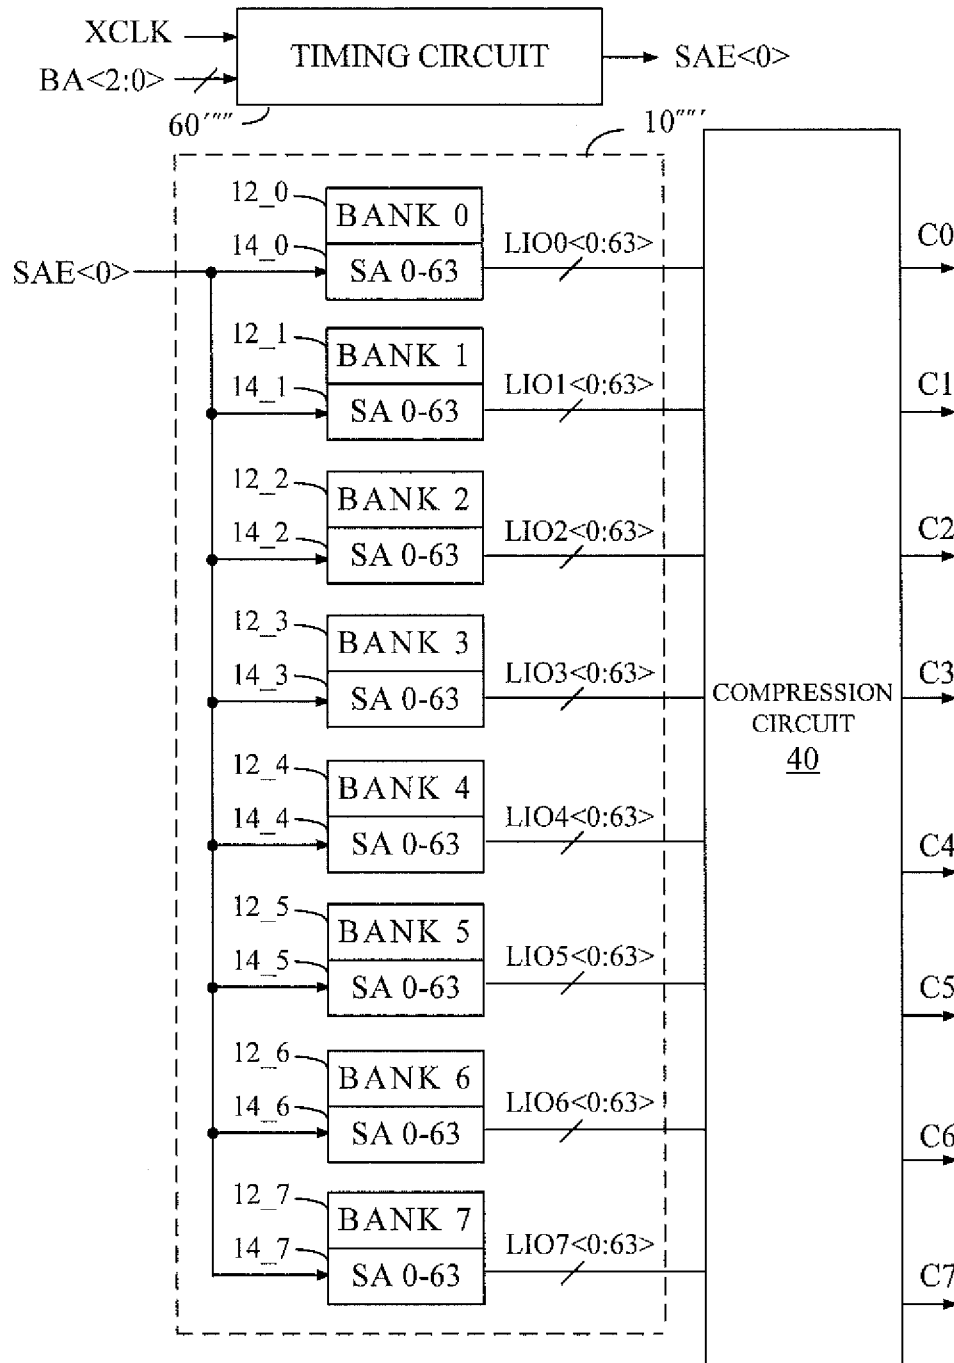 XCLK
TIMING CIRCUIT
SAE<0>
BA<2:0>
60'''''
10'''''
12_0
BANK 0
14_0
SA 0-63
LIO0<0:63>
C0
SAE<0>
12_1
BANK 1
14_1
SA 0-63
LIO1<0:63>
C1
12_2
BANK 2
14_2
SA 0-63
LIO2<0:63>
C2
12_3
BANK 3
14_3
SA 0-63
LIO3<0:63>
C3
COMPRESSION
CIRCUIT
40
12_4
BANK 4
14_4
SA 0-63
LIO4<0:63>
C4
12_5
BANK 5
14_5
SA 0-63
LIO5<0:63>
C5
12_6
BANK 6
14_6
SA 0-63
LIO6<0:63>
C6
12_7
BANK 7
14_7
SA 0-63
LIO7<0:63>
C7